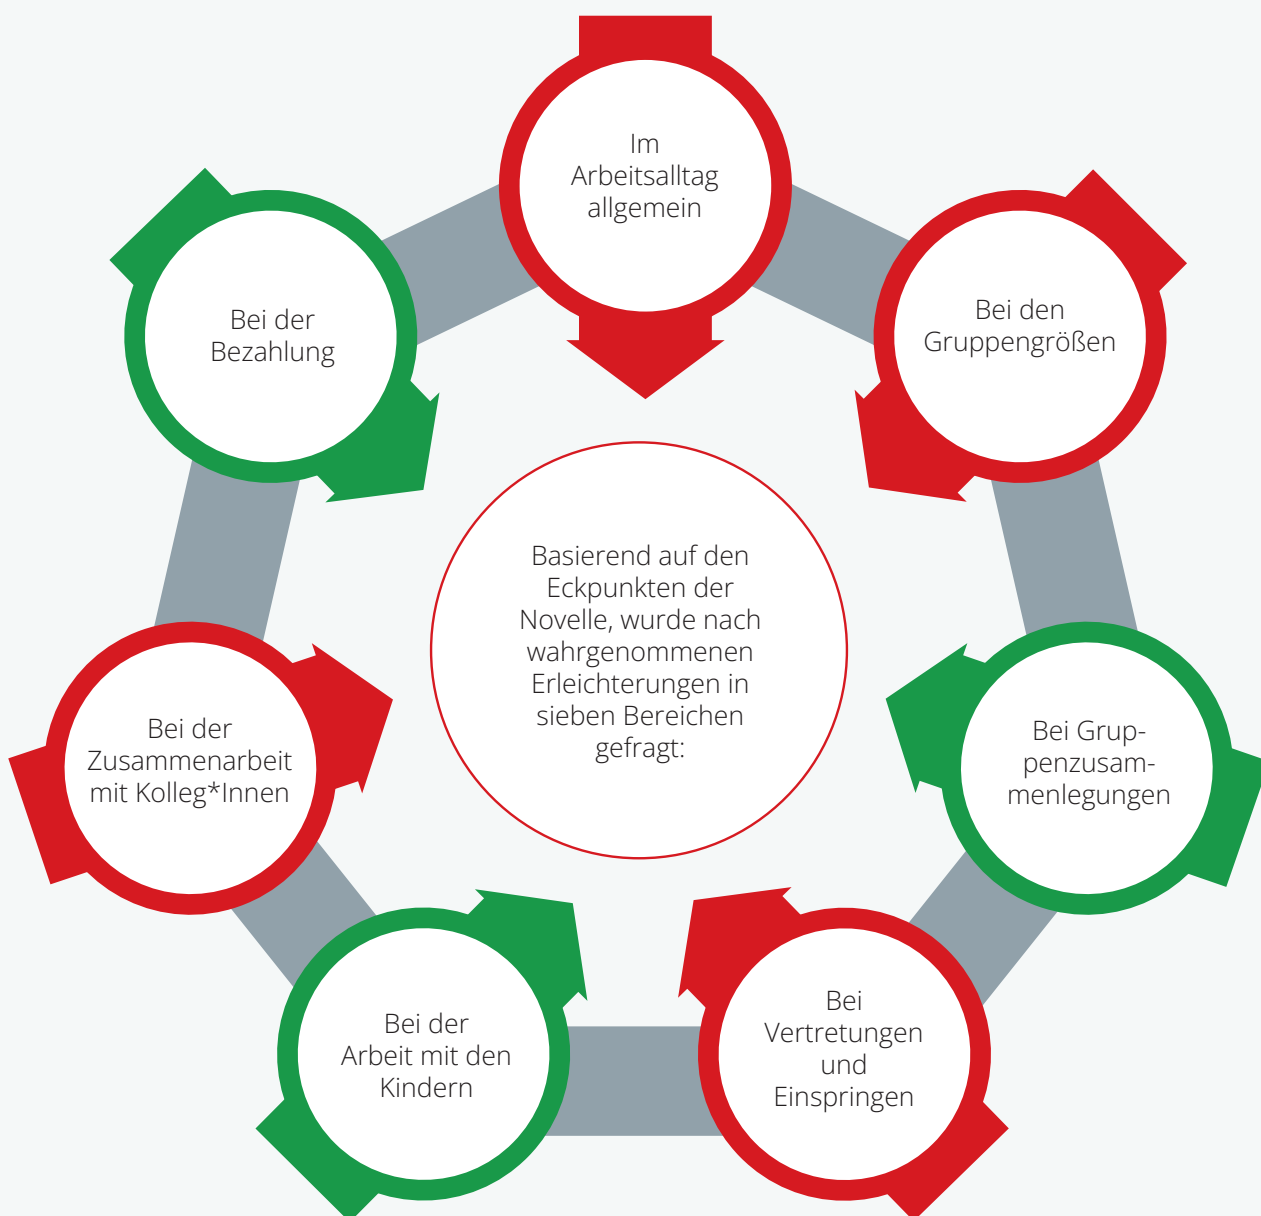 Im
Arbeitsalltag
allgemein
Bei den
Gruppengrößen
Bei Grup-
penzusam-
menlegungen
Bei
Vertretungen
und
Einspringen
Bei der
Arbeit mit den
Kindern
Bei der
Zusammenarbeit
mit Kolleg*Innen
Bei der
Bezahlung
Basierend auf den
Eckpunkten der
Novelle, wurde nach
wahrgenommenen
Erleichterungen in
sieben Bereichen
gefragt: